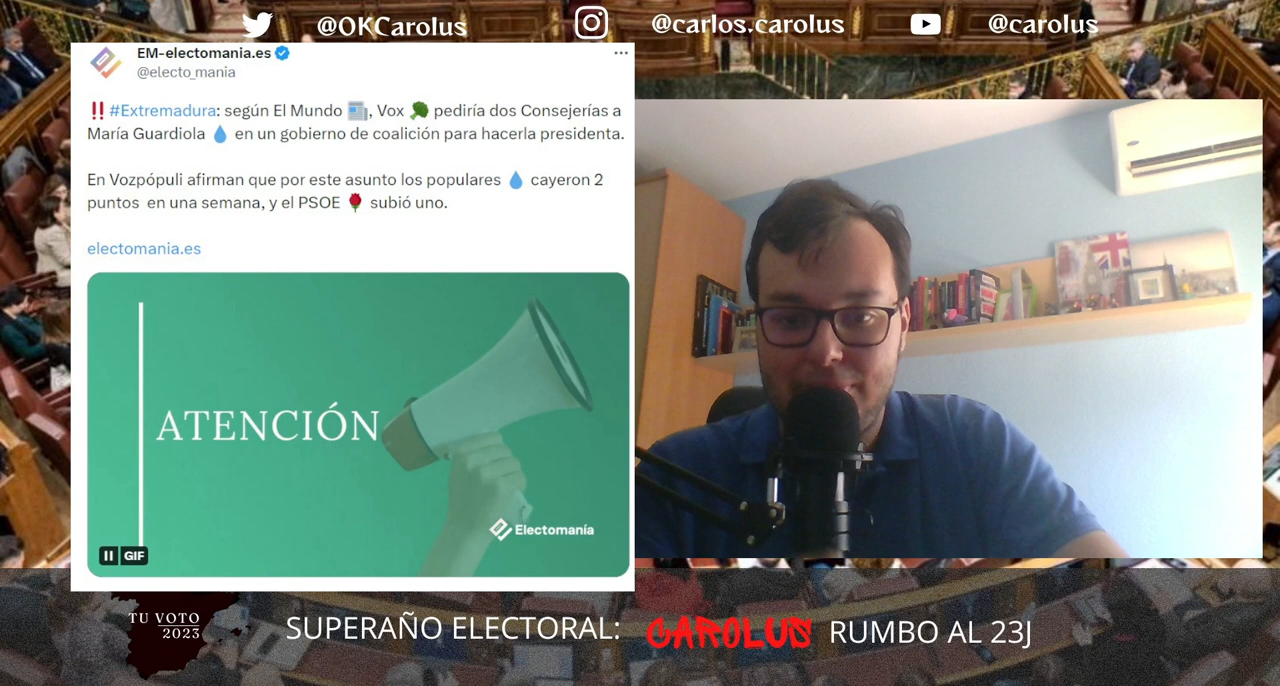 @OKCarolus @carlos.carolus @carolus
EM-electomania.es
@electo_mania
‼️ #Extremadura: según El Mundo 📰, Vox 🥦 pediría dos Consejerías a
María Guardiola 💧 en un gobierno de coalición para hacerla presidenta.
En Vozpópuli afirman que por este asunto los populares 💧 cayeron 2
puntos en una semana, y el PSOE 🌹 subió uno.
electomania.es
ATENCIÓN
Electomanía
GIF
TU VOTO
2023
SUPERAÑO ELECTORAL: CAROLUS RUMBO AL 23J